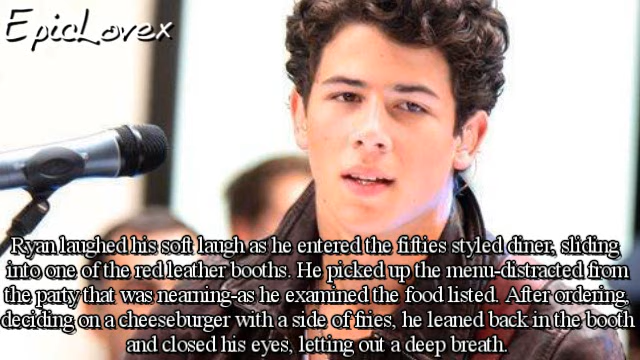 EpicLovex
Ryan laughed his soft laugh as he entered the fifties styled diner, sliding
into one of the red leather booths. He picked up the menu-distracted from
the party that was nearning-as he examined the food listed. After ordering,
deciding on a cheeseburger with a side of fries, he leaned back in the booth
and closed his eyes, letting out a deep breath.